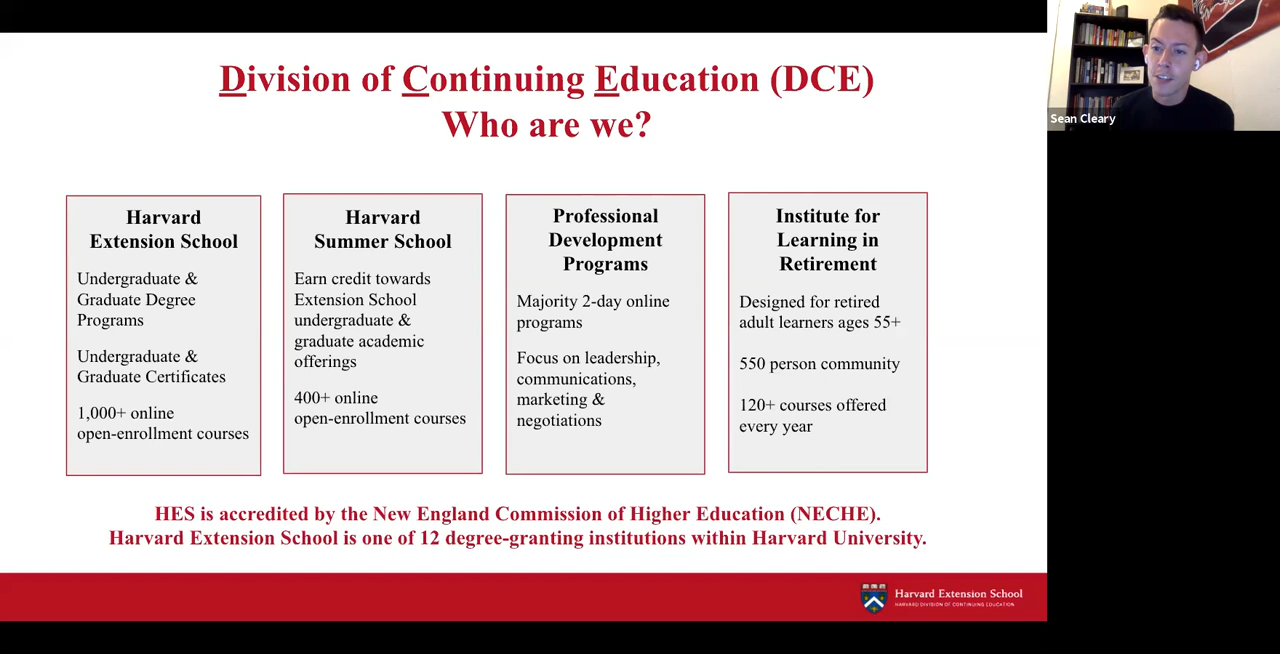 Division of Continuing Education (DCE)
Who are we?
Sean Cleary
Harvard
Extension School
Undergraduate &
Graduate Degree
Programs
Undergraduate &
Graduate Certificates
1,000+ online
open-enrollment courses
Harvard
Summer School
Earn credit towards
Extension School
undergraduate &
graduate academic
offerings
400+ online
open-enrollment courses
Professional
Development
Programs
Majority 2-day online
programs
Focus on leadership,
communications,
marketing &
negotiations
Institute for
Learning in
Retirement
Designed for retired
adult learners ages 55+
550 person community
120+ courses offered
every year
HES is accredited by the New England Commission of Higher Education (NECHE).
Harvard Extension School is one of 12 degree-granting institutions within Harvard University.
Harvard Extension School
HARVARD DIVISION OF CONTINUING EDUCATION